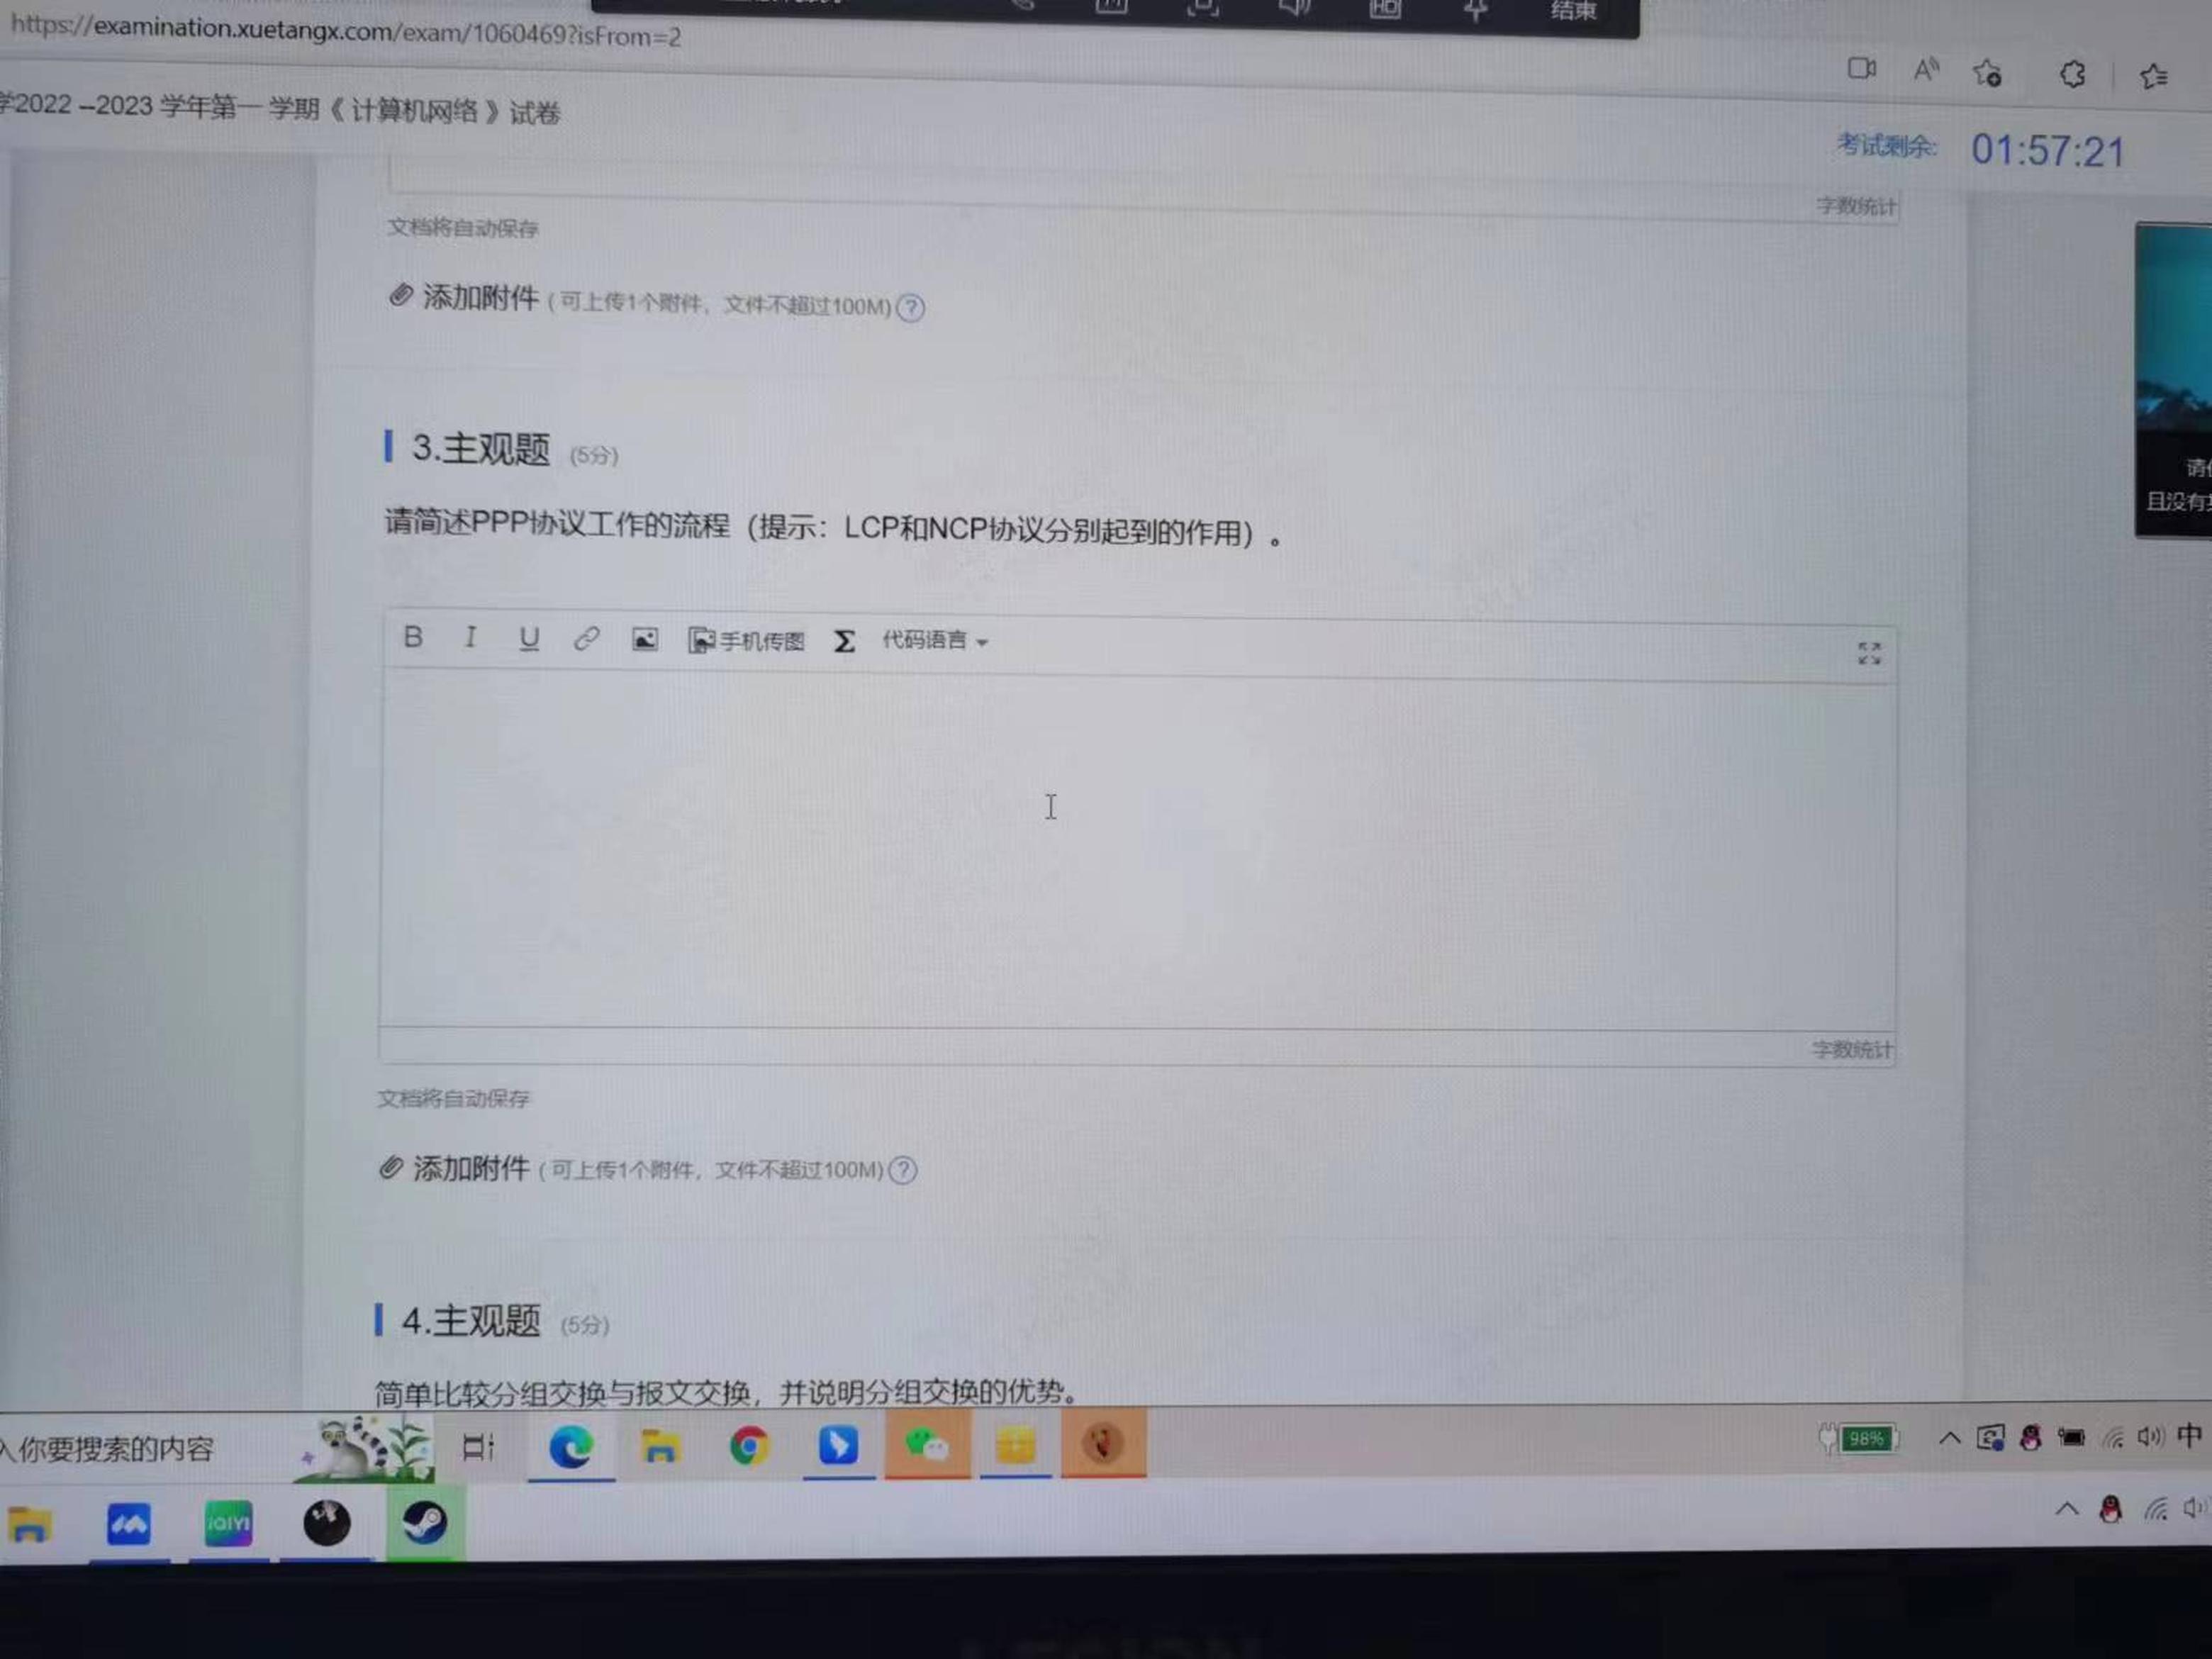 https://examination.xuetangx.com/exam/1060469?isFrom=2
结束
学2022 –2023 学年第一 学期《 计算机网络 》试卷
考试剩余: 01:57:21
字数统计
文档将自动保存
添加附件 ( 可上传1个附件，文件不超过100M) ?
3.主观题 (5分)
请简述PPP协议工作的流程（提示：LCP和NCP协议分别起到的作用）。
B I U 手机传图 Σ 代码语言
字数统计
文档将自动保存
添加附件 ( 可上传1个附件，文件不超过100M) ?
4.主观题 (5分)
简单比较分组交换与报文交换，并说明分组交换的优势。
且没有
入你要搜索的内容
98%
中
iQIYI